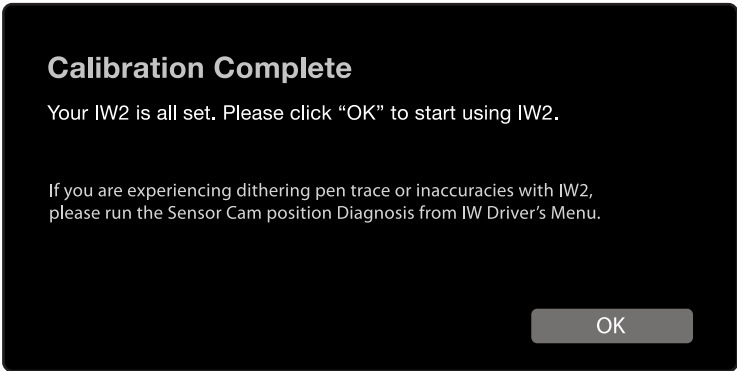 Calibration Complete
Your IW2 is all set. Please click “OK” to start using IW2.
If you are experiencing dithering pen trace or inaccuracies with IW2,
please run the Sensor Cam position Diagnosis from IW Driver’s Menu.
OK